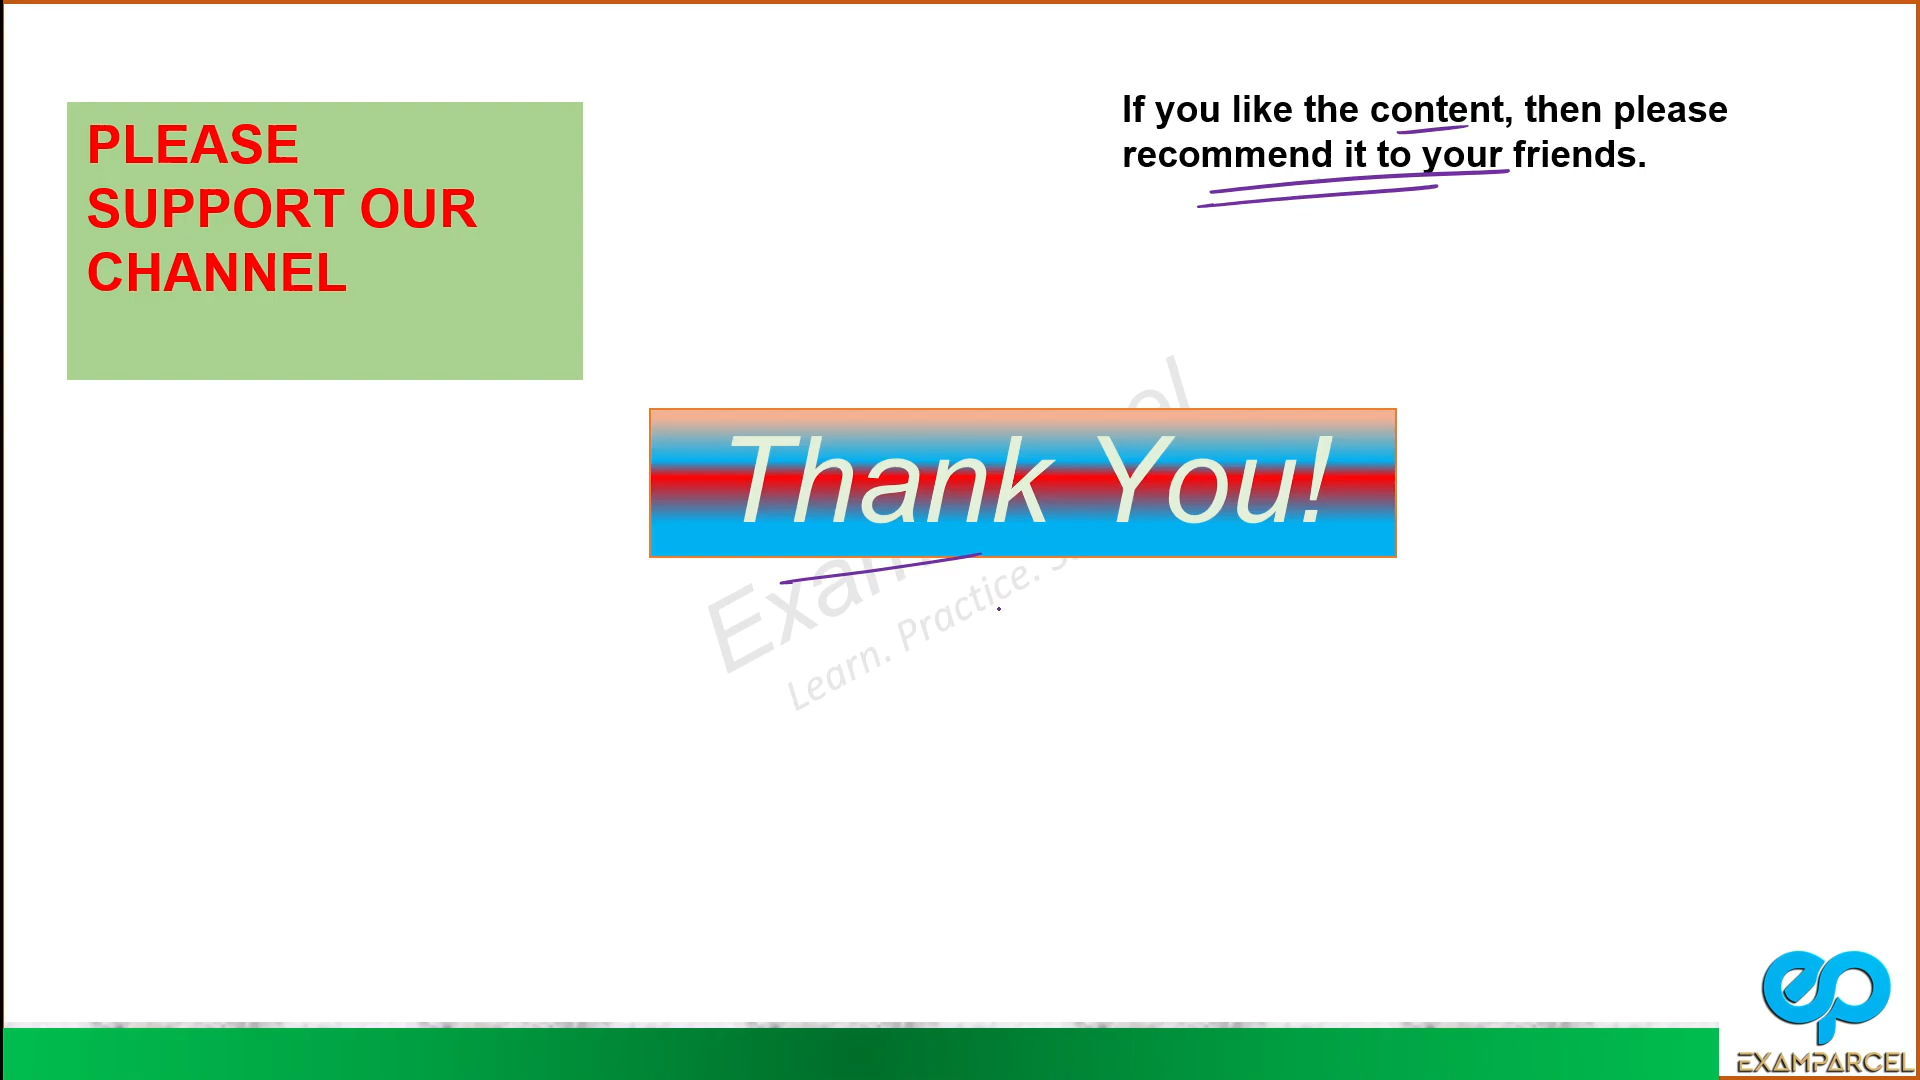 PLEASE
SUPPORT OUR
CHANNEL
If you like the content, then please
recommend it to your friends.
Thank You!
Learn. Practice.
EXAMPARCEL